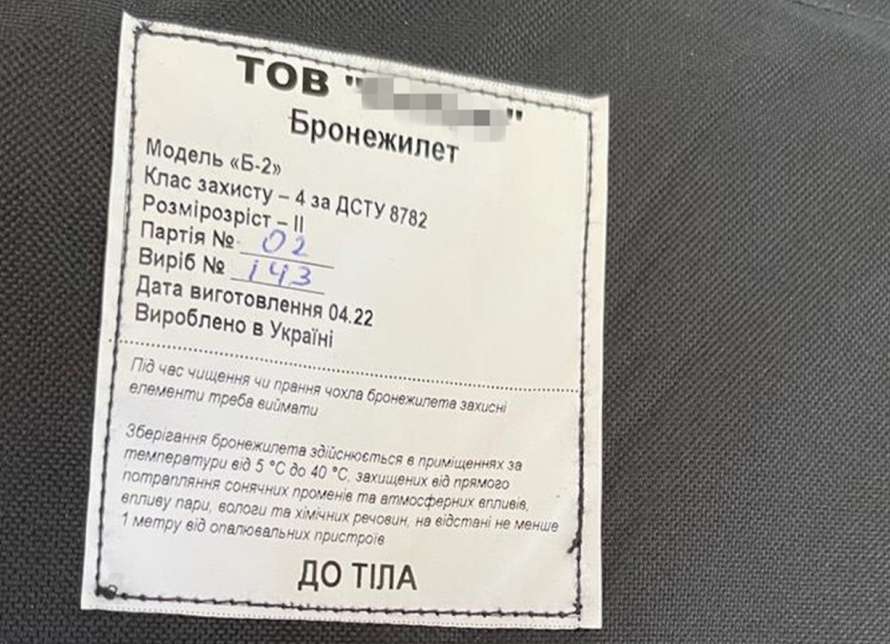 ТОВ " "
Бронежилет
Модель «Б-2»
Клас захисту – 4 за ДСТУ 8782
Розмірозріст – II
Партія № 02
Виріб № 143
Дата виготовлення 04.22
Вироблено в Україні
Під час чищення чи прання чохла бронежилета захисні
елементи треба виймати
Зберігання бронежилета здійснюється в приміщеннях за
температури від 5 °С до 40 °С, захищених від прямого
потрапляння сонячних променів та атмосферних впливів,
впливу пари, вологи та хімічних речовин, на відстані не менше
1 метру від опалювальних пристроїв
ДО ТІЛА